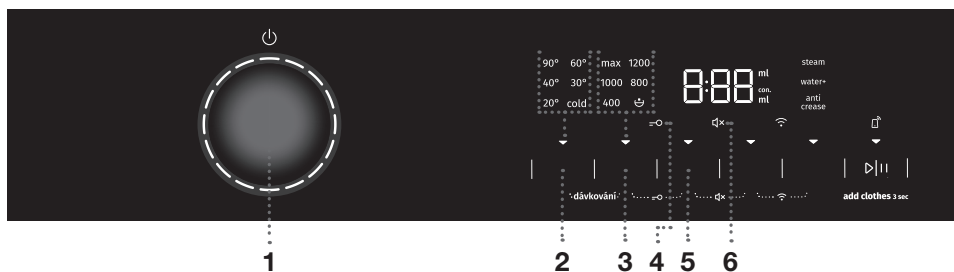 90° 60° max 1200
40° 30° 1000 800
20° cold 400
8:88 ml
con.
ml
steam
water+
anti
crease
dávkování
add clothes 3 sec
1 2 3 4 5 6